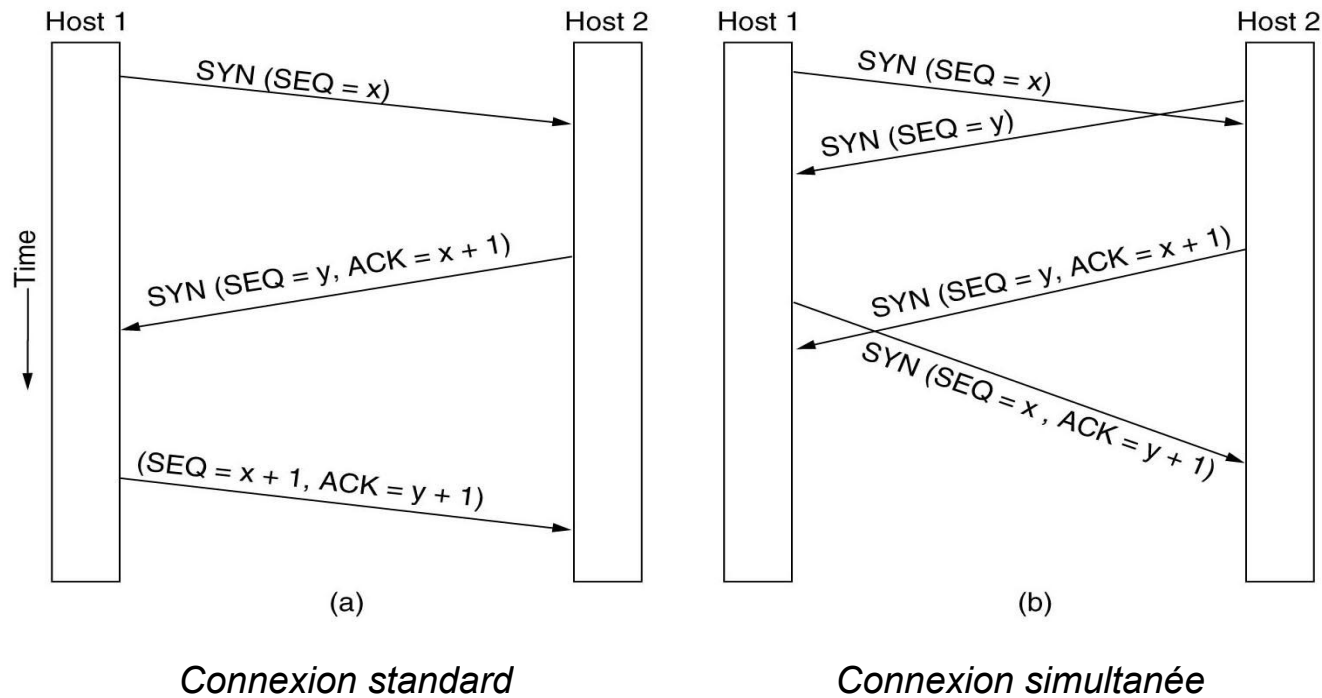 Host 1
Host 2
SYN (SEQ = x)
SYN (SEQ = y, ACK = x + 1)
(SEQ = x + 1, ACK = y + 1)
Time
(a)
Host 1
Host 2
SYN (SEQ = x)
SYN (SEQ = y)
SYN (SEQ = y, ACK = x + 1)
SYN (SEQ = x , ACK = y + 1)
(b)
Connexion standard
Connexion simultanée